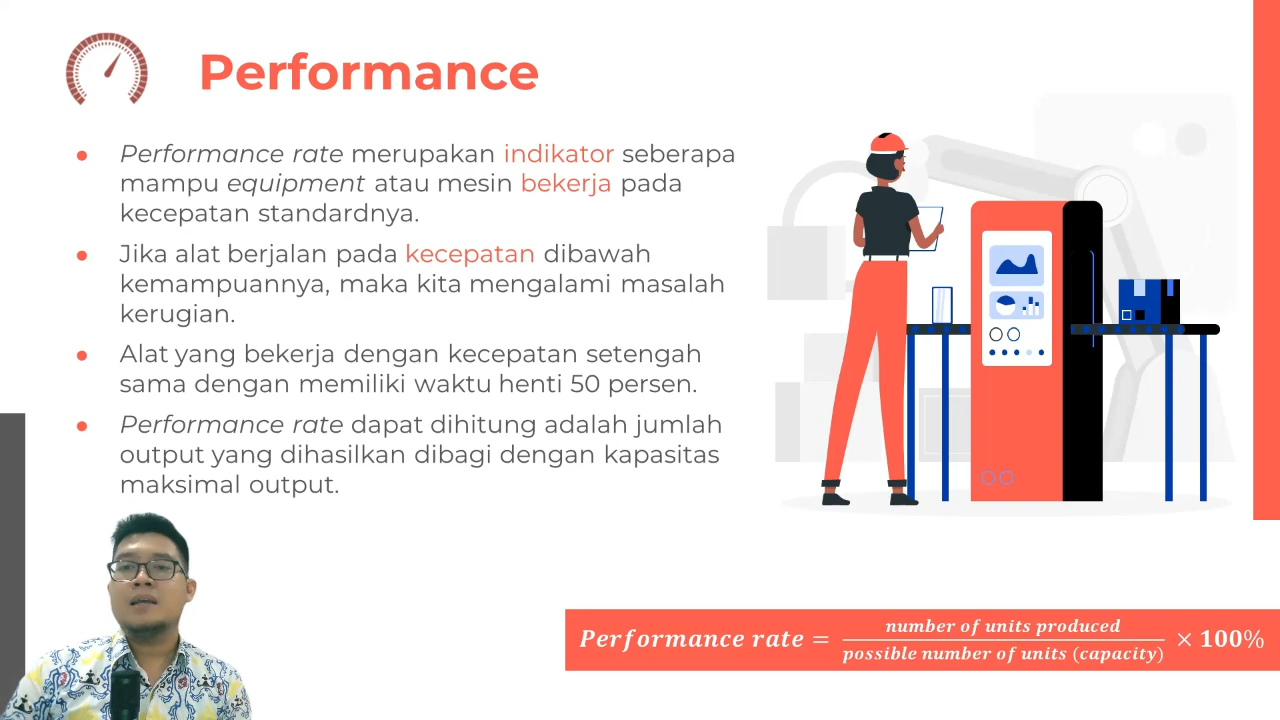 Performance
● Performance rate merupakan indikator seberapa
mampu equipment atau mesin bekerja pada
kecepatan standardnya.
● Jika alat berjalan pada kecepatan dibawah
kemampuannya, maka kita mengalami masalah
kerugian.
● Alat yang bekerja dengan kecepatan setengah
sama dengan memiliki waktu henti 50 persen.
● Performance rate dapat dihitung adalah jumlah
output yang dihasilkan dibagi dengan kapasitas
maksimal output.
Performance rate = number of units produced / possible number of units (capacity) × 100%